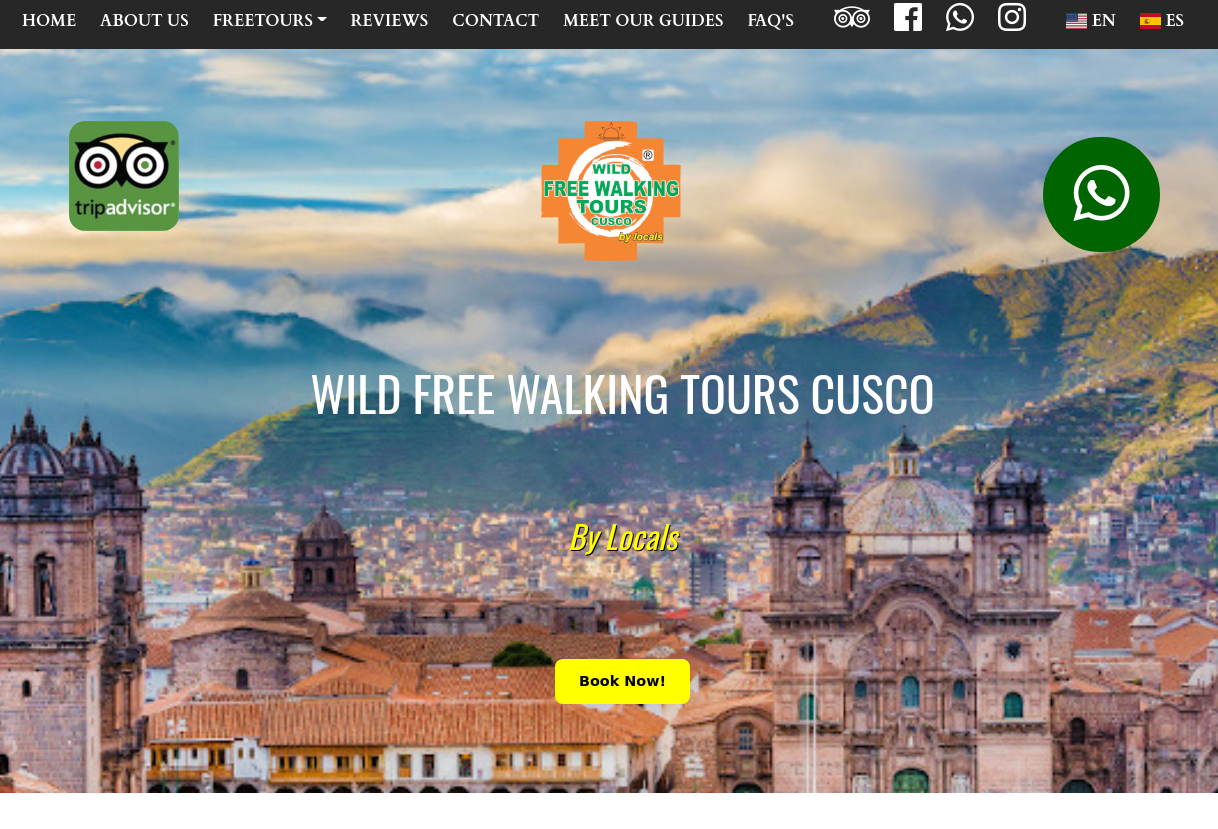 HOME ABOUT US FREETOURS REVIEWS CONTACT MEET OUR GUIDES FAQ'S EN ES
tripadvisor®
®
WILD
FREE WALKING
TOURS
CUSCO
by locals
WILD FREE WALKING TOURS CUSCO
By Locals
Book Now!